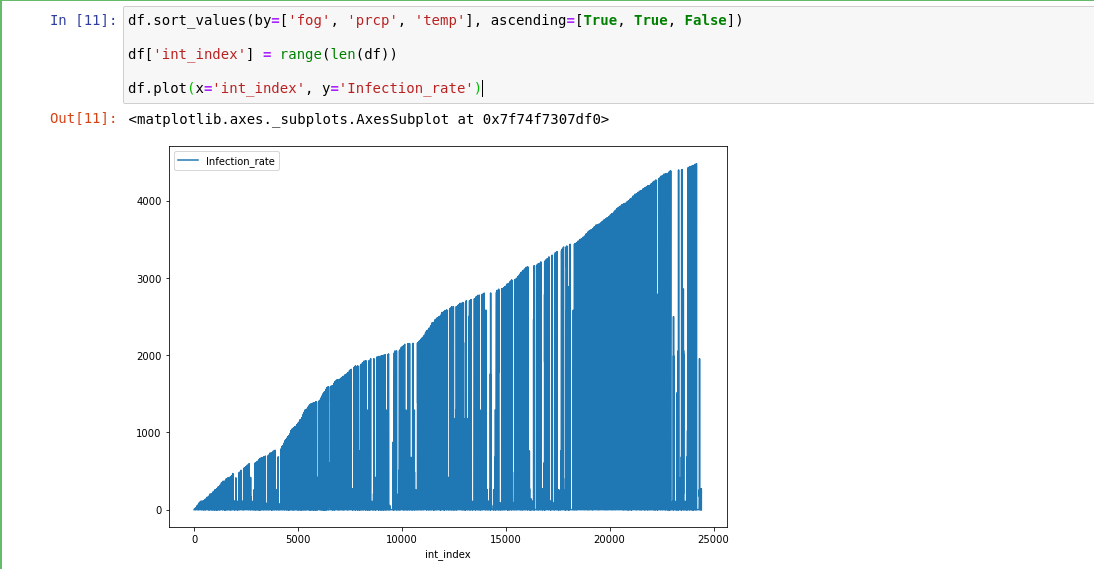 In [11]: df.sort_values(by=['fog', 'prcp', 'temp'], ascending=[True, True, False])
df['int_index'] = range(len(df))
df.plot(x='int_index', y='Infection_rate')
Out[11]: <matplotlib.axes._subplots.AxesSubplot at 0x7f74f7307df0>
Infection_rate
4000
3000
2000
1000
0
0 5000 10000 15000 20000 25000
int_index